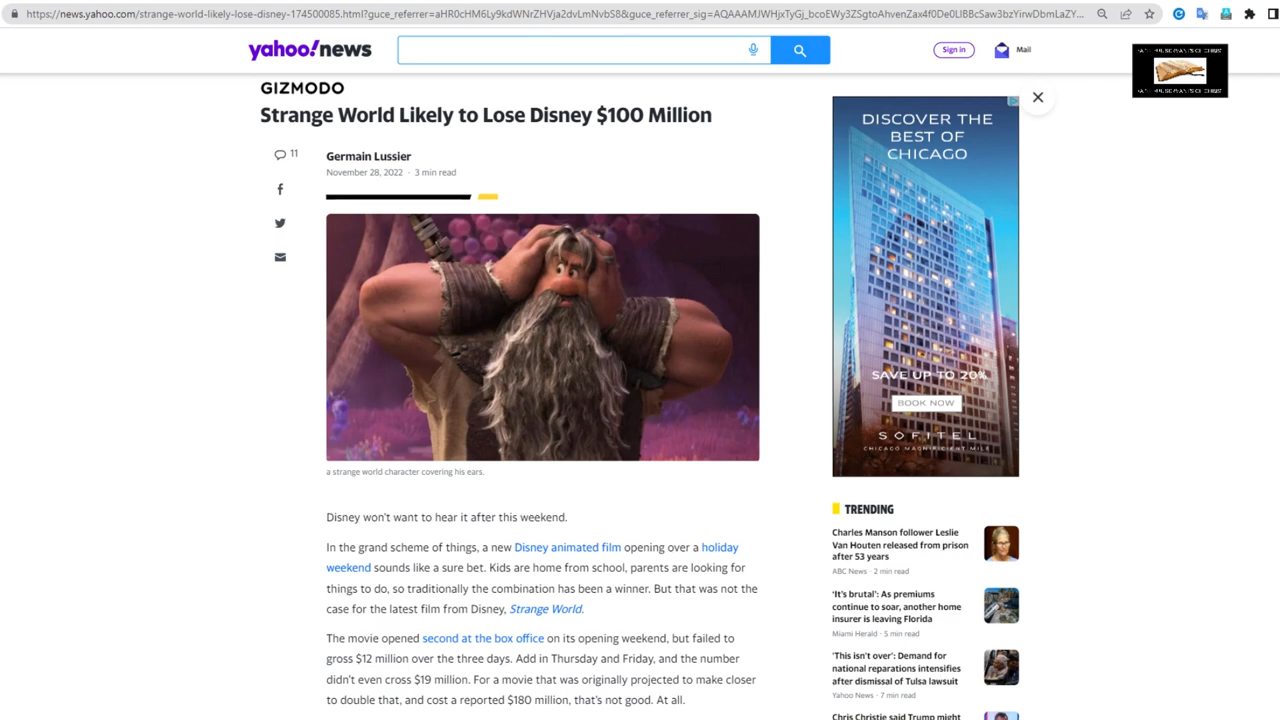 https://news.yahoo.com/strange-world-likely-lose-disney-174500085.html?guce_referrer=aHR0cHM6Ly9kdWNrZHVja2dvLmNvbS8&guce_referrer_sig=AQAAAMJWHjxTyGj_bcoEWy3ZSgtoAhvenZax4f0De0LIBBcSaw3bzYirwDbmLaZY...
yahoo!news
Sign in
Mail
GIZMODO
Strange World Likely to Lose Disney $100 Million
11
Germain Lussier
November 28, 2022 · 3 min read
a strange world character covering his ears.
Disney won't want to hear it after this weekend.
In the grand scheme of things, a new Disney animated film opening over a holiday
weekend sounds like a sure bet. Kids are home from school, parents are looking for
things to do, so traditionally the combination has been a winner. But that was not the
case for the latest film from Disney, Strange World.
The movie opened second at the box office on its opening weekend, but failed to
gross $12 million over the three days. Add in Thursday and Friday, and the number
didn't even cross $19 million. For a movie that was originally projected to make closer
to double that, and cost a reported $180 million, that's not good. At all.
DISCOVER THE
BEST OF
CHICAGO
SAVE UP TO 20%
BOOK NOW
SOFITEL
CHICAGO MAGNIFICENT MILE
TRENDING
Charles Manson follower Leslie
Van Houten released from prison
after 53 years
ABC News · 2 min read
'It's brutal': As premiums
continue to soar, another home
insurer is leaving Florida
Miami Herald · 5 min read
'This isn't over': Demand for
national reparations intensifies
after dismissal of Tulsa lawsuit
Yahoo News · 7 min read
Chris Christie said Trump might